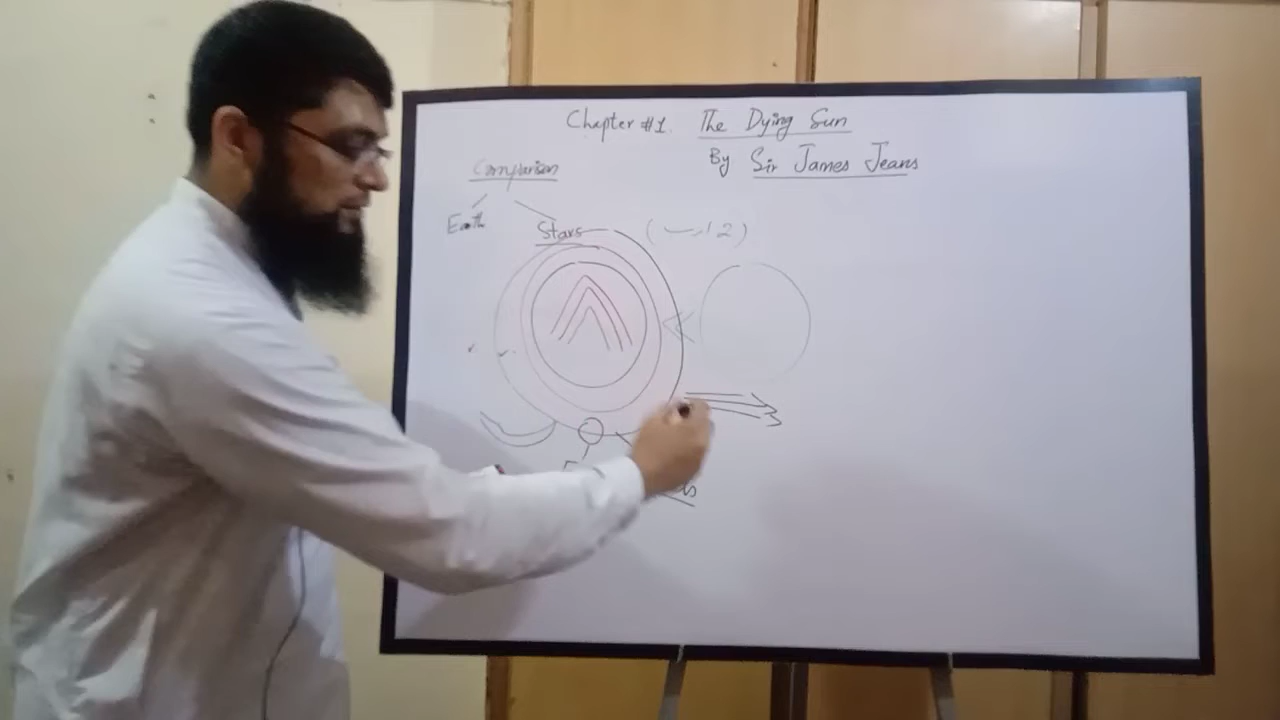 Chapter #1. The Dying Sun
By Sir James Jeans
Comparison
Earth
Stars